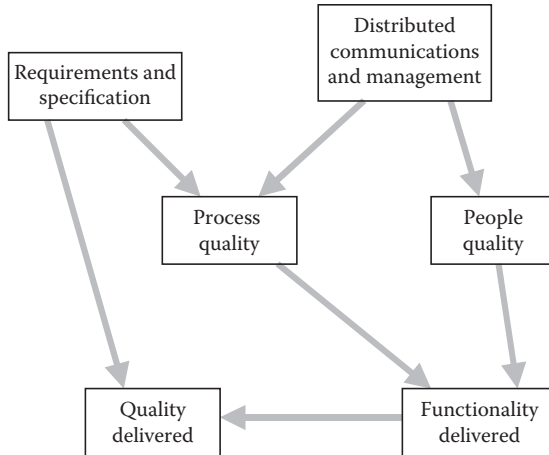 Distributed
communications
and management
Requirements and
specification
Process
quality
People
quality
Quality
delivered
Functionality
delivered